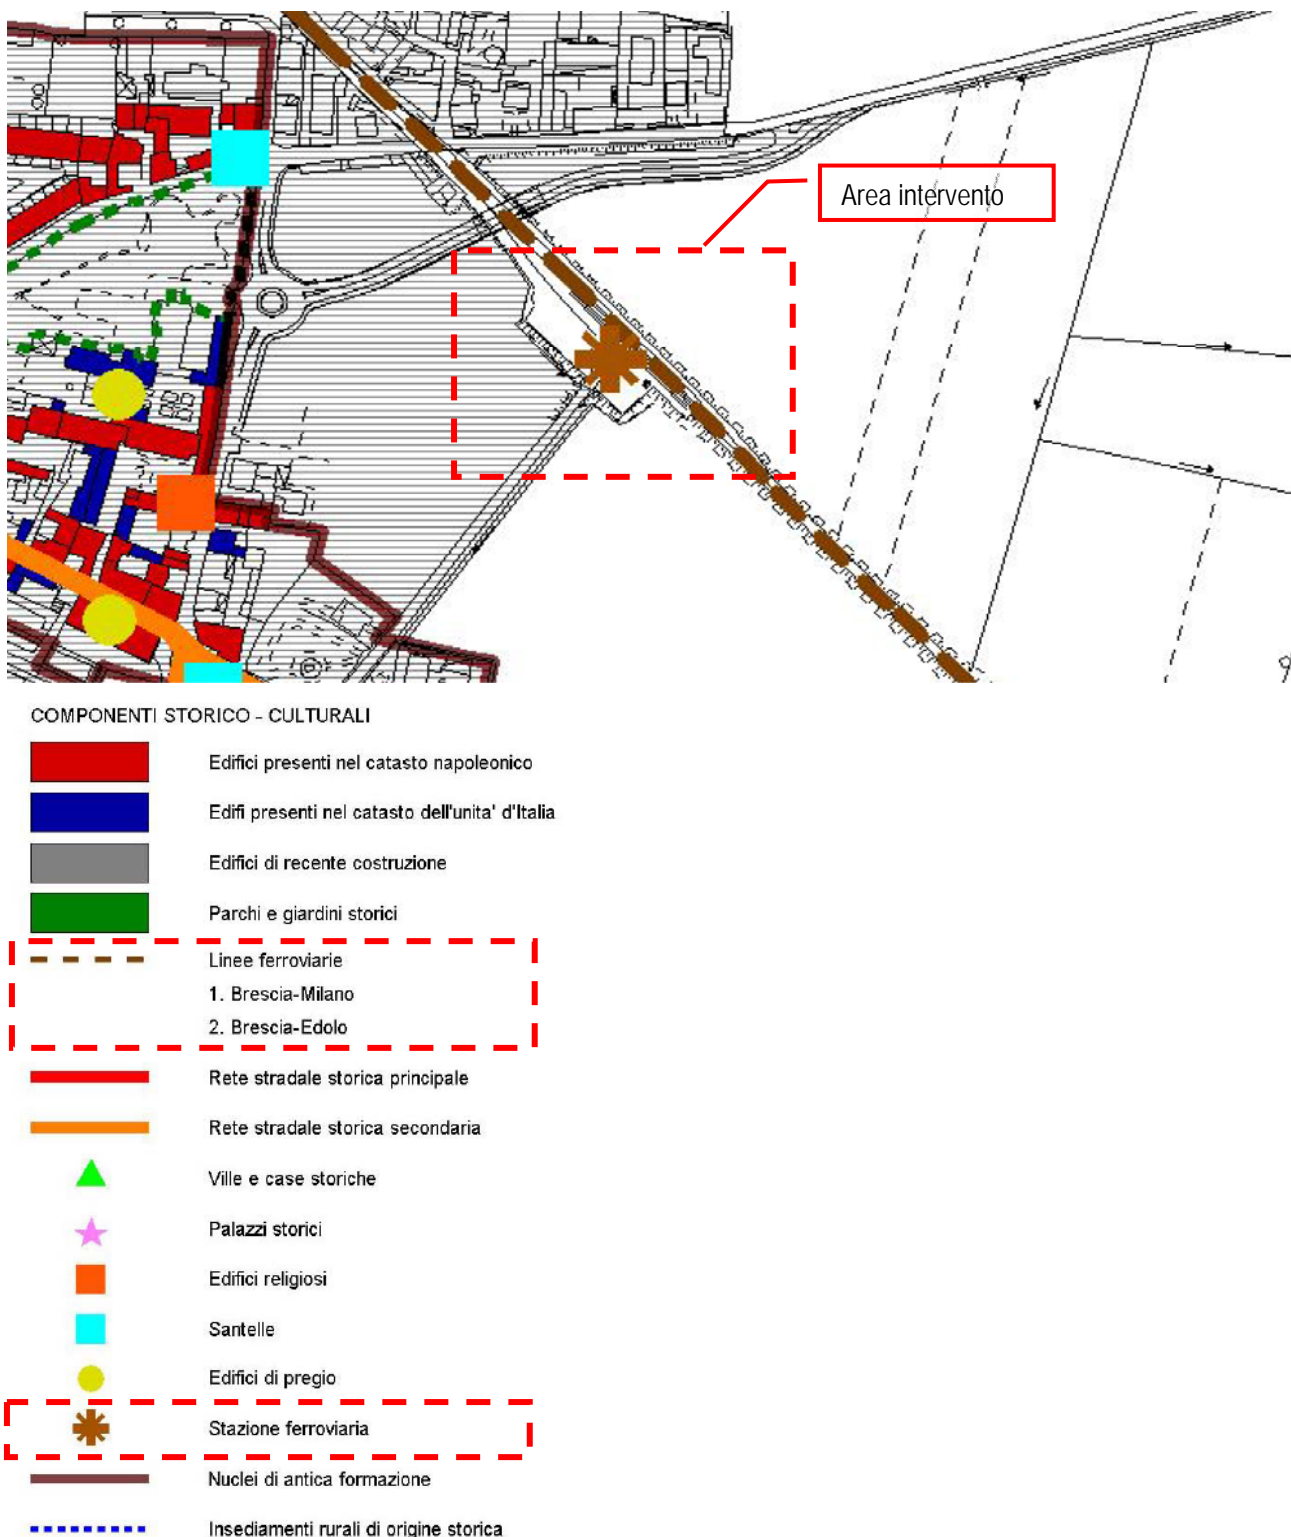 Area intervento
COMPONENTI STORICO - CULTURALI
Edifici presenti nel catasto napoleonico
Edifi presenti nel catasto dell'unita' d'Italia
Edifici di recente costruzione
Parchi e giardini storici
Linee ferroviarie
1. Brescia-Milano
2. Brescia-Edolo
Rete stradale storica principale
Rete stradale storica secondaria
Ville e case storiche
Palazzi storici
Edifici religiosi
Santelle
Edifici di pregio
Stazione ferroviaria
Nuclei di antica formazione
Insediamenti rurali di origine storica